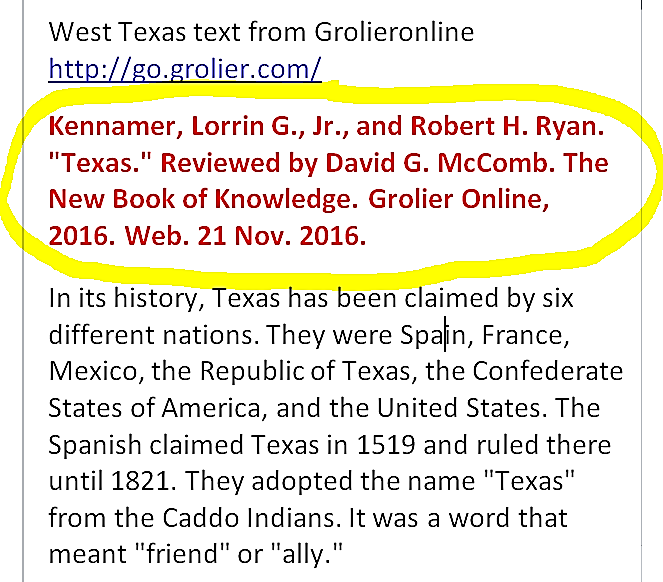 West Texas text from Grolieronline
http://go.grolier.com/
Kennamer, Lorrin G., Jr., and Robert H. Ryan.
"Texas." Reviewed by David G. McComb. The
New Book of Knowledge. Grolier Online,
2016. Web. 21 Nov. 2016.
In its history, Texas has been claimed by six
different nations. They were Spain, France,
Mexico, the Republic of Texas, the Confederate
States of America, and the United States. The
Spanish claimed Texas in 1519 and ruled there
until 1821. They adopted the name "Texas"
from the Caddo Indians. It was a word that
meant "friend" or "ally."